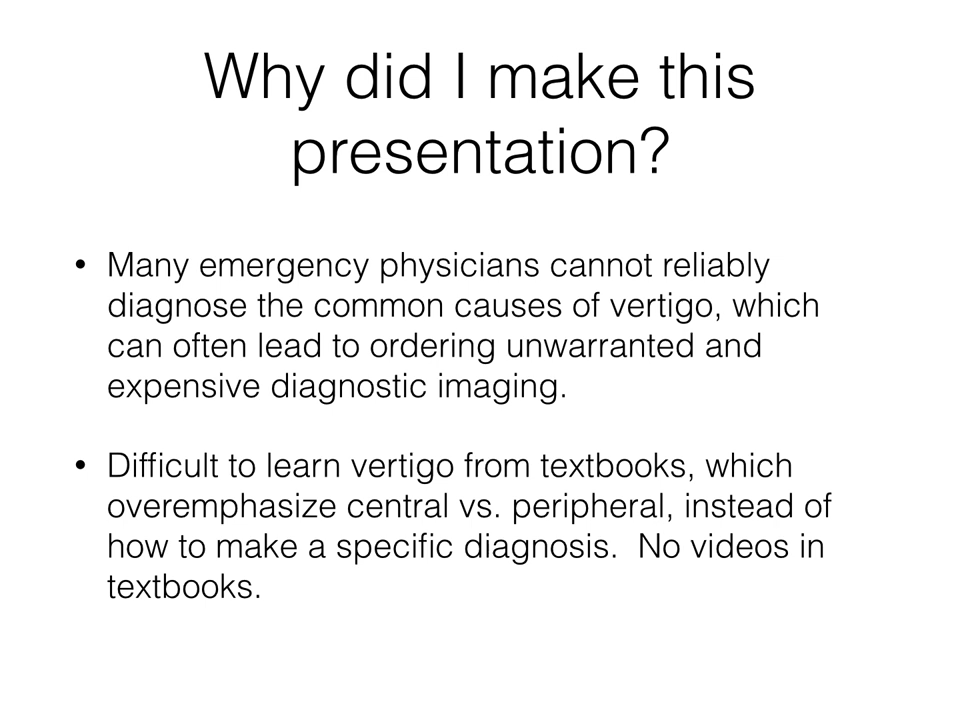 Why did I make this
presentation?
• Many emergency physicians cannot reliably
diagnose the common causes of vertigo, which
can often lead to ordering unwarranted and
expensive diagnostic imaging.
• Difficult to learn vertigo from textbooks, which
overemphasize central vs. peripheral, instead of
how to make a specific diagnosis.  No videos in
textbooks.